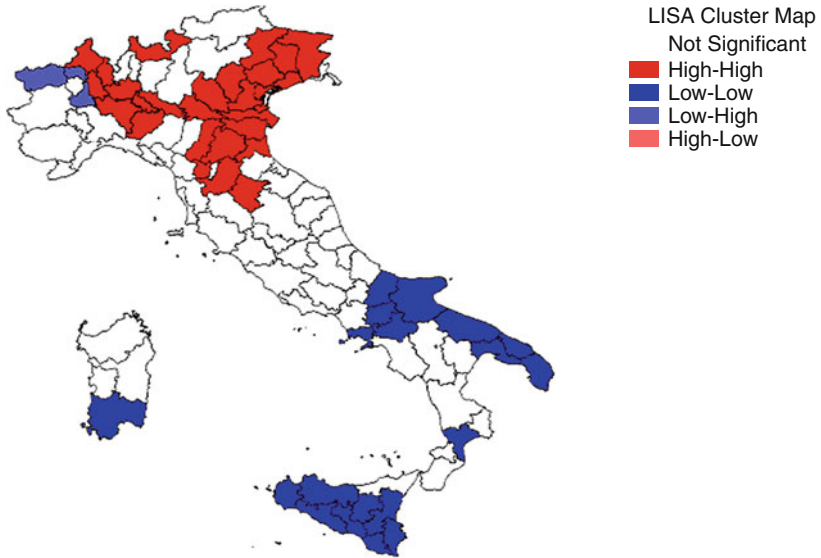 LISA Cluster Map
Not Significant
High-High
Low-Low
Low-High
High-Low